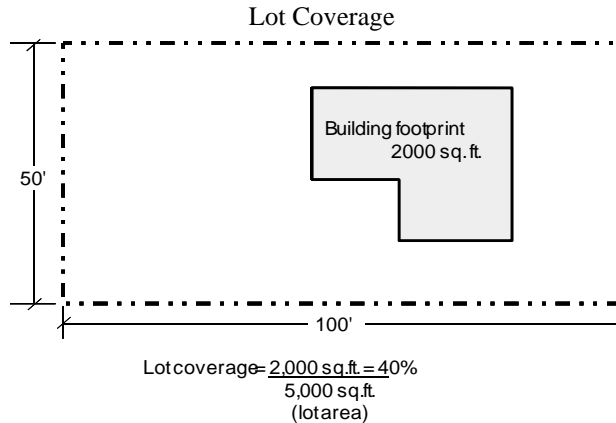 Lot Coverage
Building footprint
2000 sq.ft.
50'
100'
Lot coverage= 2,000 sq.ft. = 40%
5,000 sq.ft.
(lot area)